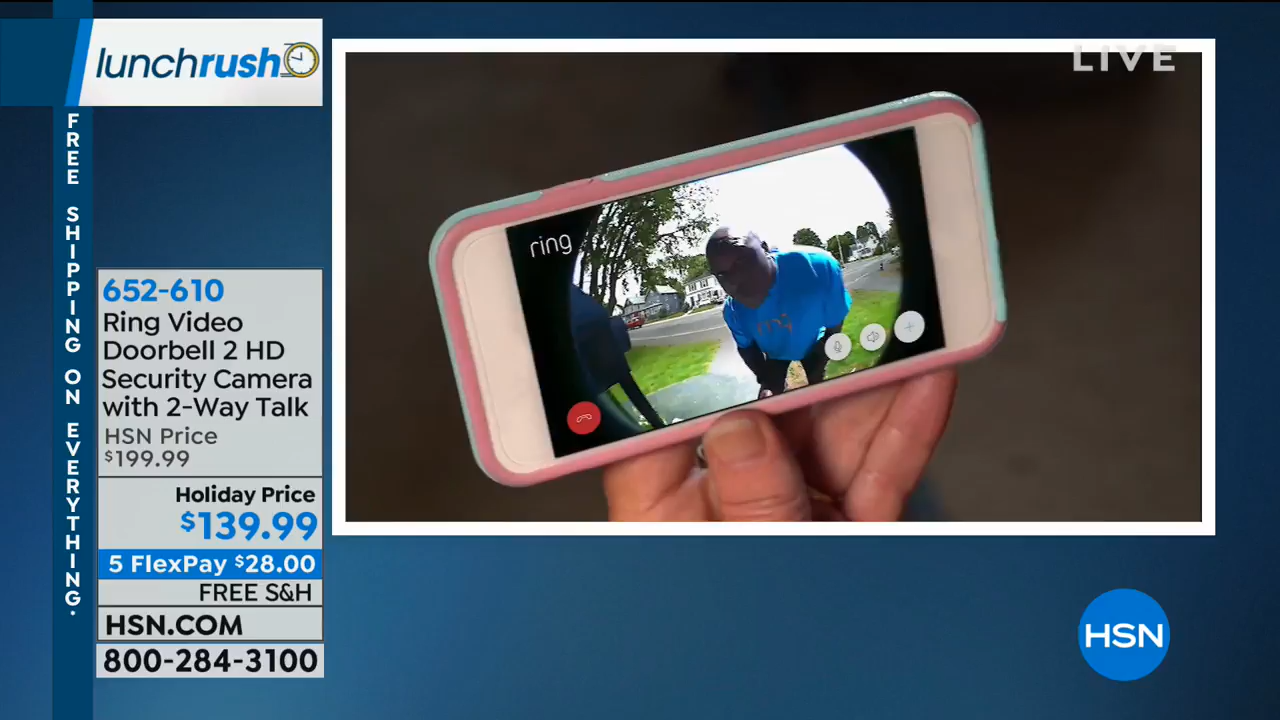 lunchrush
LIVE
FREE SHIPPING ON EVERYTHING.
ring
652-610
Ring Video
Doorbell 2 HD
Security Camera
with 2-Way Talk
HSN Price
$199.99
Holiday Price
$139.99
5 FlexPay $28.00
FREE S&H
HSN.COM
800-284-3100
HSN